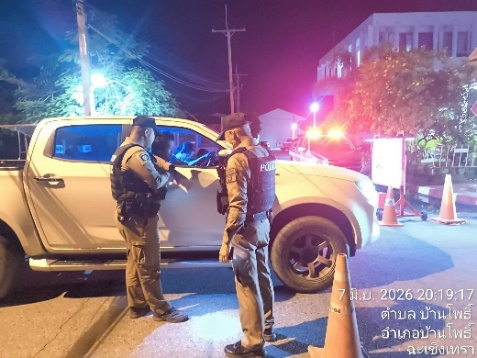 POLICE
7 มิ.ย. 2026 20:19:17
ตำบล บ้านโพธิ์
อำเภอบ้านโพธิ์
ฉะเชิงเทรา